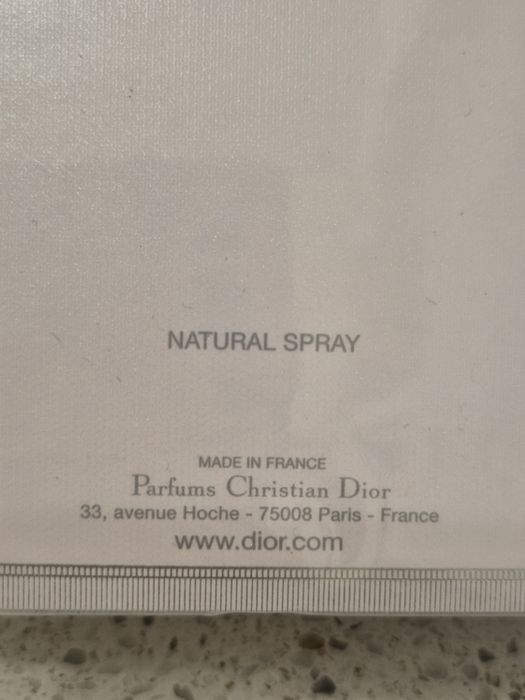 NATURAL SPRAY
MADE IN FRANCE
Parfums Christian Dior
33, avenue Hoche - 75008 Paris - France
www.dior.com